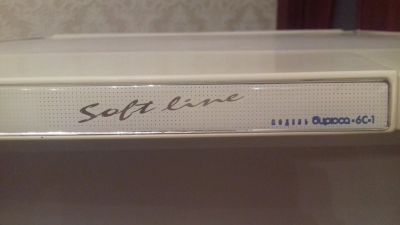 Soft line
модель бирюса-6С-1